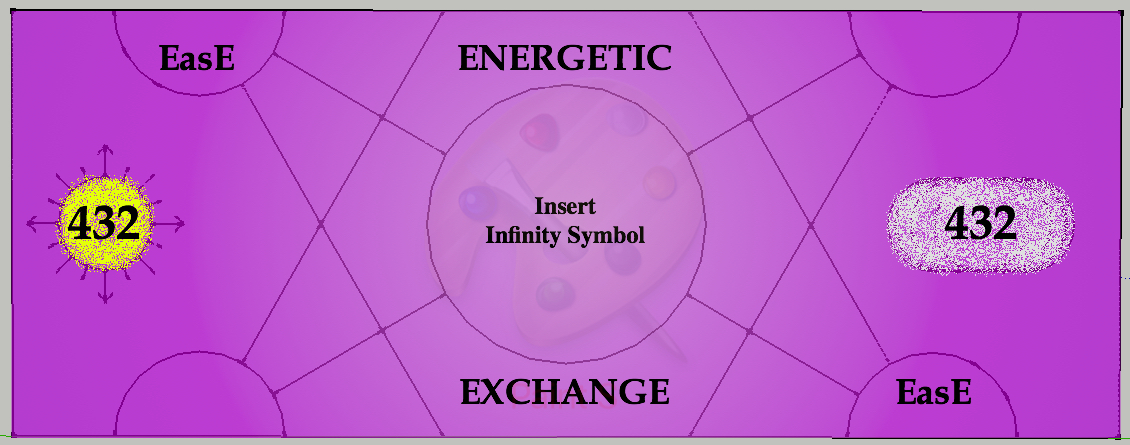 EasE
ENERGETIC
432
Insert
Infinity Symbol
432
EXCHANGE
EasE